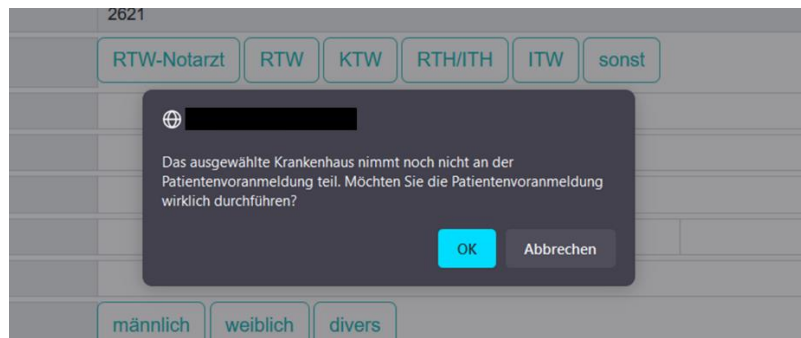 2621
RTW-Notarzt RTW KTW RTH/ITH ITW sonst
Das ausgewählte Krankenhaus nimmt noch nicht an der
Patientenvoranmeldung teil. Möchten Sie die Patientenvoranmeldung
wirklich durchführen?
OK Abbrechen
männlich weiblich divers